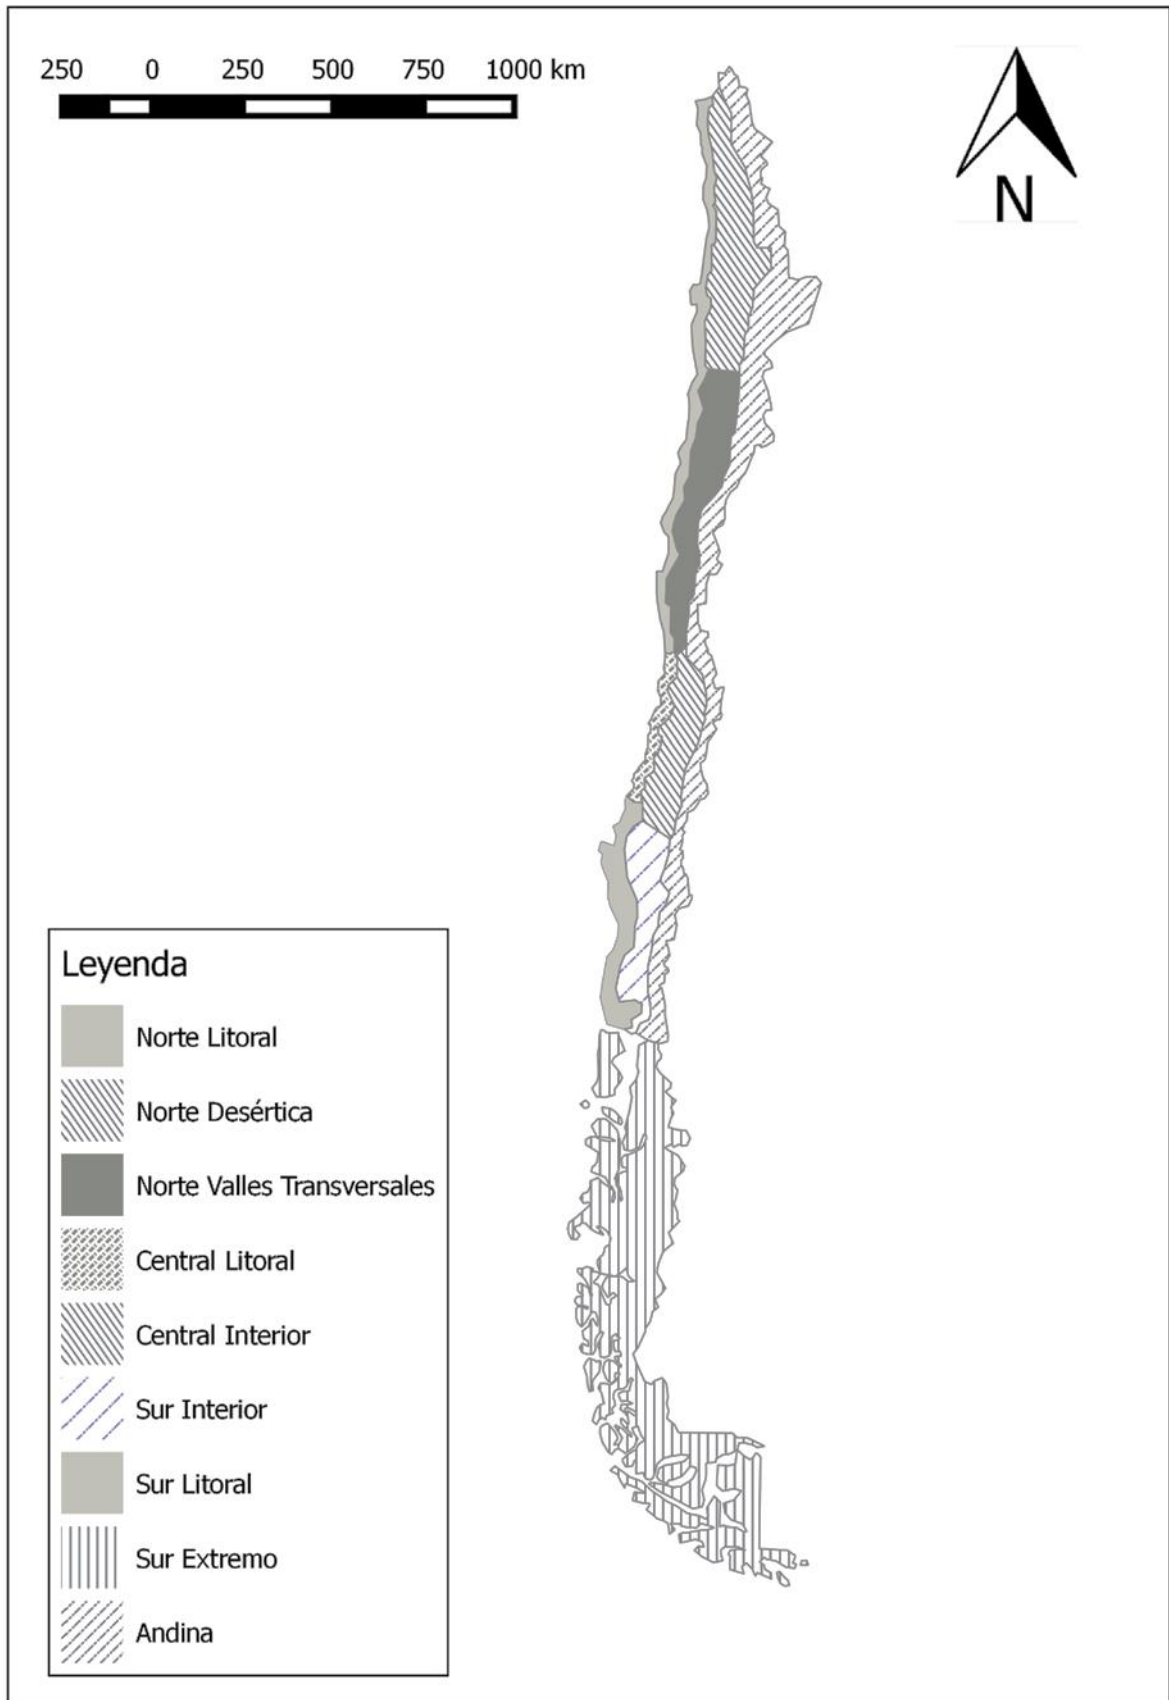 250 0 250 500 750 1000 km
N
Leyenda
Norte Litoral
Norte Desértica
Norte Valles Transversales
Central Litoral
Central Interior
Sur Interior
Sur Litoral
Sur Extremo
Andina